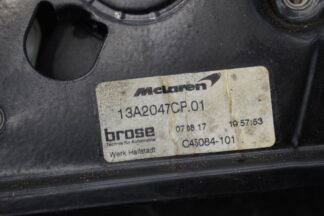 McLaren
13A2047CP.01
brose
Technik für Automobile
07.08.17 19:57:53
Werk Hallstadt
C45084-101